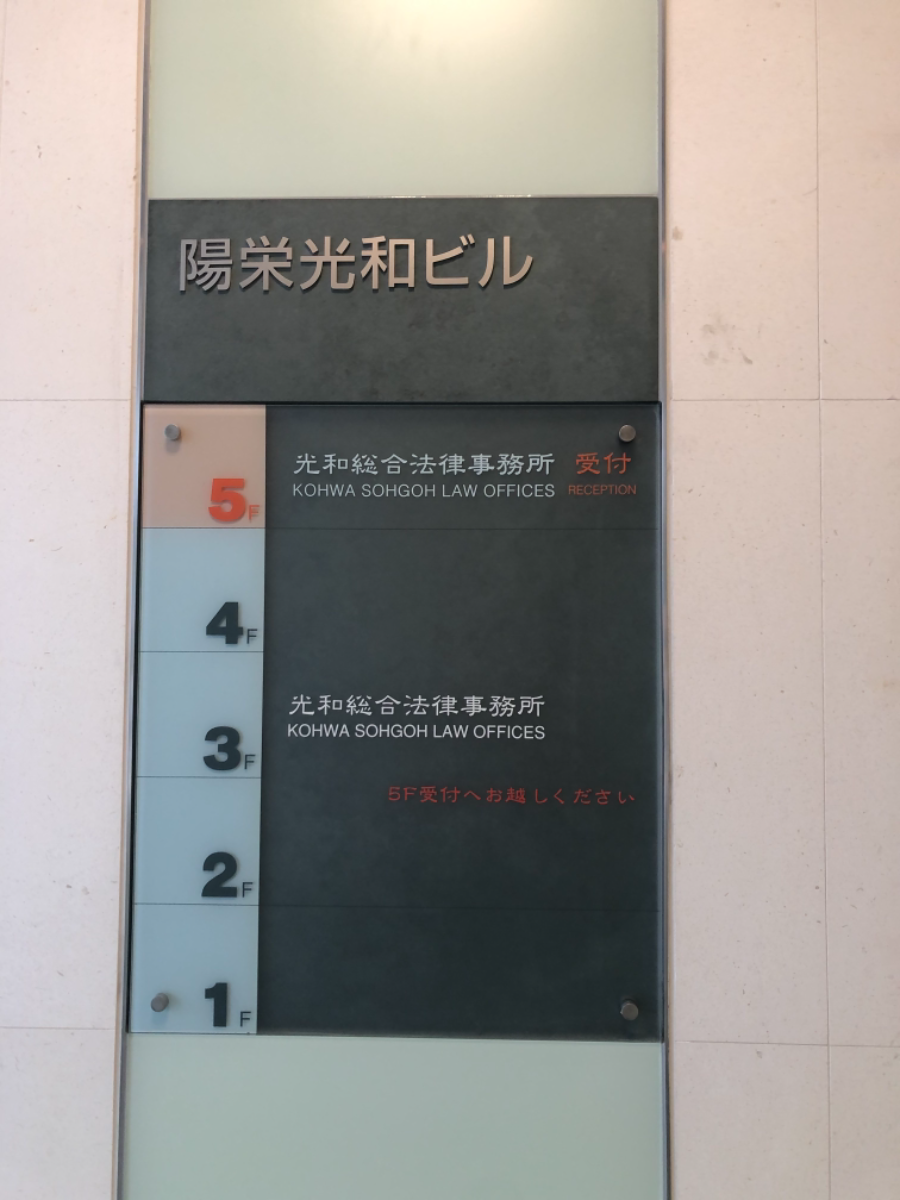 陽栄光和ビル
5F
光和総合法律事務所 受付
KOHWA SOHGOH LAW OFFICES RECEPTION
4F
3F
光和総合法律事務所
KOHWA SOHGOH LAW OFFICES
5F受付へお越しください
2F
1F